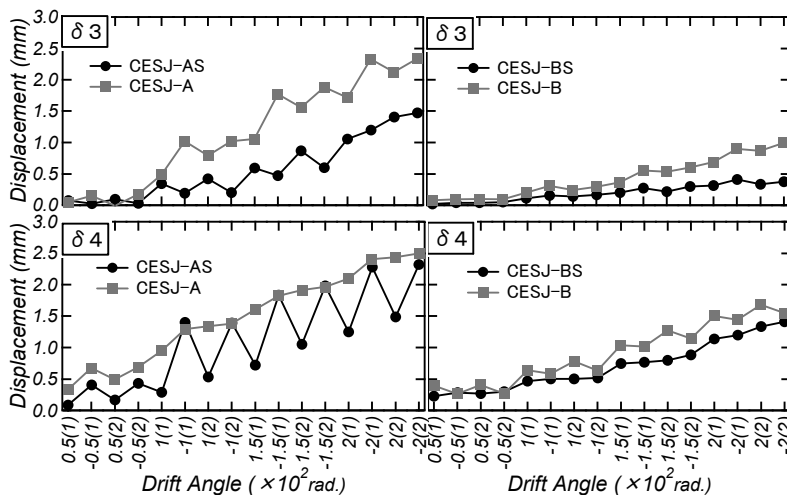 3.0
δ 3
2.5
CESJ-AS
2.0
CESJ-A
1.5
1.0
0.5
0.0
Displacement (mm)
δ 3
CESJ-BS
CESJ-B
3.0
δ 4
2.5
CESJ-AS
2.0
CESJ-A
1.5
1.0
0.5
0.0
Displacement (mm)
δ 4
CESJ-BS
CESJ-B
0.5(1)
-0.5(1)
0.5(2)
-0.5(2)
1(1)
-1(1)
1(2)
-1(2)
1.5(1)
-1.5(1)
1.5(2)
-1.5(2)
2(1)
-2(1)
2(2)
-2(2)
Drift Angle (×10² rad.)
0.5(1)
-0.5(1)
0.5(2)
-0.5(2)
1(1)
-1(1)
1(2)
-1(2)
1.5(1)
-1.5(1)
1.5(2)
-1.5(2)
2(1)
-2(1)
2(2)
-2(2)
Drift Angle (×10² rad.)